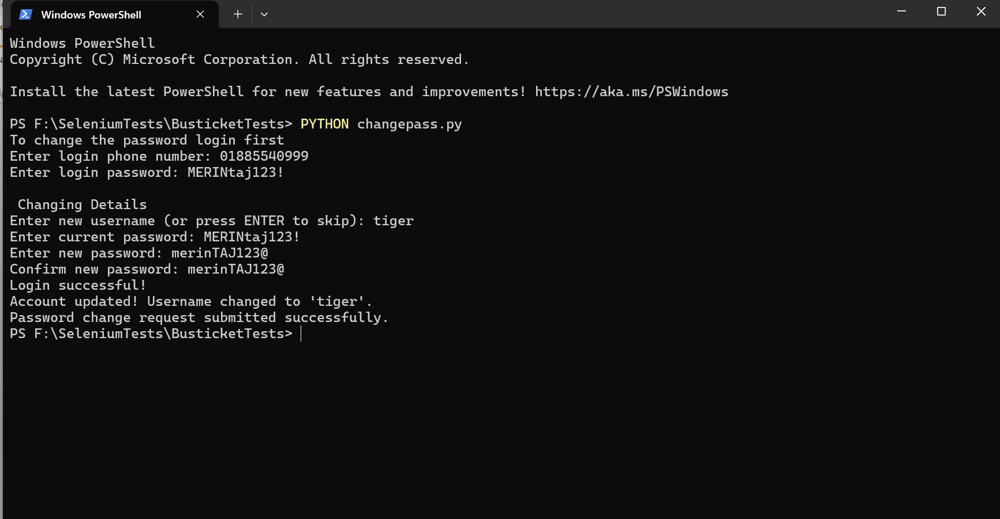 Windows PowerShell
Windows PowerShell
Copyright (C) Microsoft Corporation. All rights reserved.
Install the latest PowerShell for new features and improvements! https://aka.ms/PSWindows
PS F:\SeleniumTests\BusticketTests> PYTHON changepass.py
To change the password login first
Enter login phone number: 01885540999
Enter login password: MERINtaj123!
Changing Details
Enter new username (or press ENTER to skip): tiger
Enter current password: MERINtaj123!
Enter new password: merinTAJ123@
Confirm new password: merinTAJ123@
Login successful!
Account updated! Username changed to 'tiger'.
Password change request submitted successfully.
PS F:\SeleniumTests\BusticketTests>